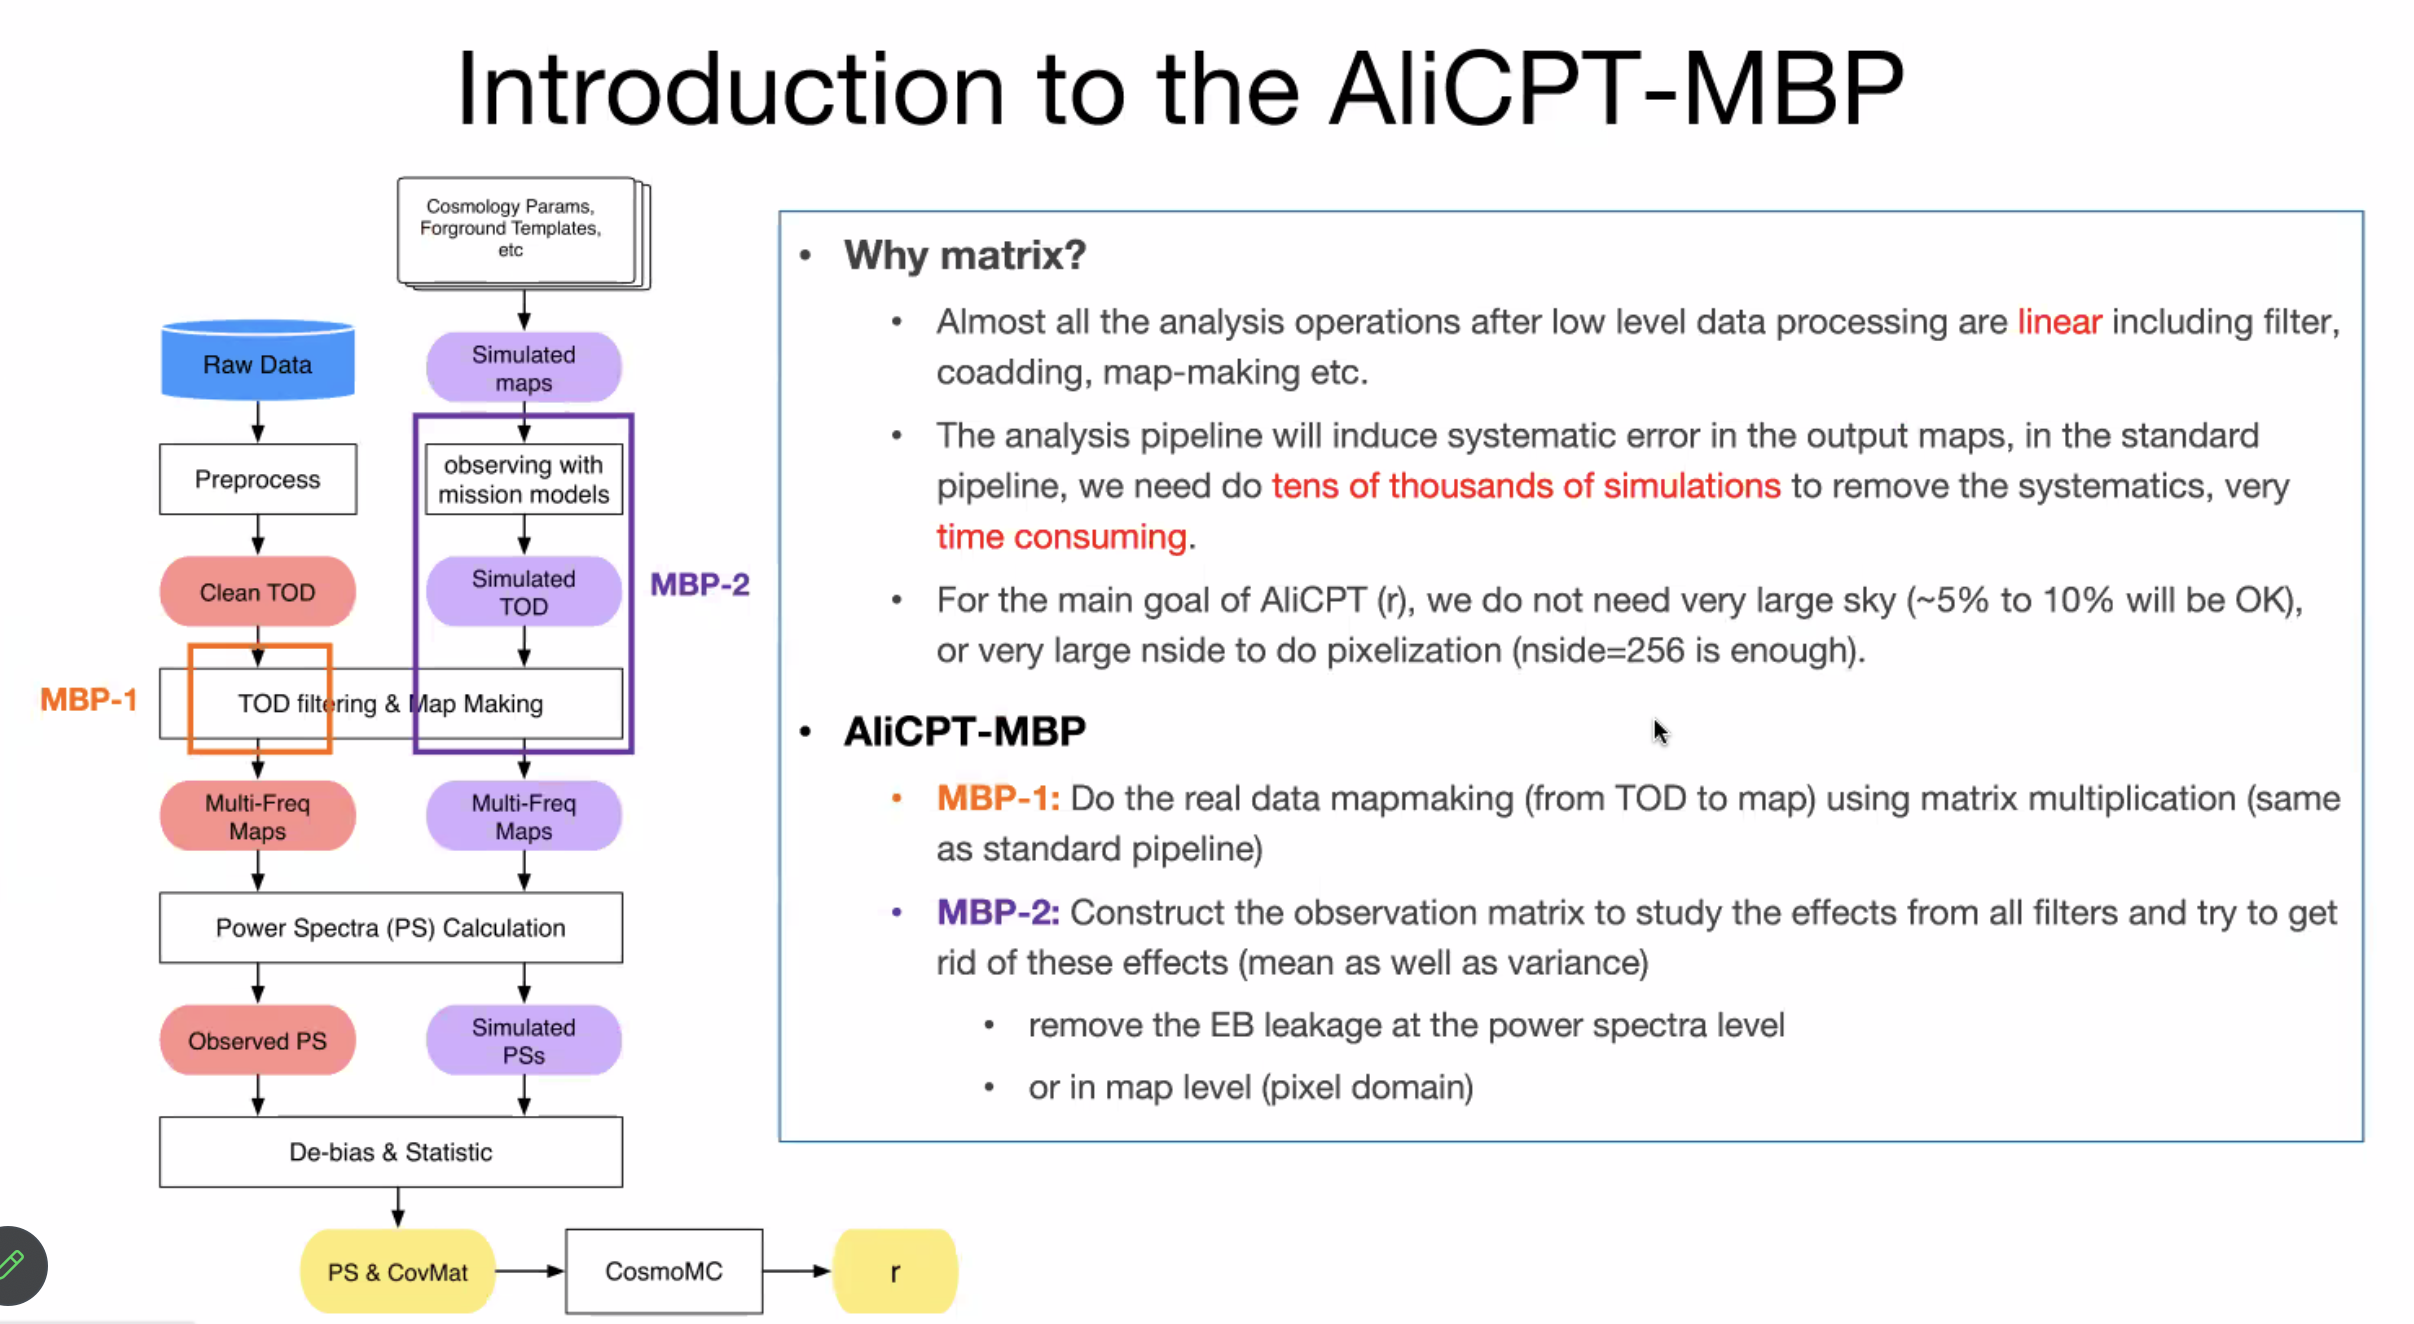 Introduction to the AliCPT-MBP
Cosmology Params,
Forground Templates,
etc
Raw Data
Simulated
maps
Preprocess
observing with
mission models
Clean TOD
Simulated
TOD
MBP-2
MBP-1
TOD filtering & Map Making
Multi-Freq
Maps
Multi-Freq
Maps
Power Spectra (PS) Calculation
Observed PS
Simulated
PSs
De-bias & Statistic
PS & CovMat
CosmoMC
r
• Why matrix?
• Almost all the analysis operations after low level data processing are linear including filter,
coadding, map-making etc.
• The analysis pipeline will induce systematic error in the output maps, in the standard
pipeline, we need do tens of thousands of simulations to remove the systematics, very
time consuming.
• For the main goal of AliCPT (r), we do not need very large sky (~5% to 10% will be OK),
or very large nside to do pixelization (nside=256 is enough).
• AliCPT-MBP
• MBP-1: Do the real data mapmaking (from TOD to map) using matrix multiplication (same
as standard pipeline)
• MBP-2: Construct the observation matrix to study the effects from all filters and try to get
rid of these effects (mean as well as variance)
• remove the EB leakage at the power spectra level
• or in map level (pixel domain)